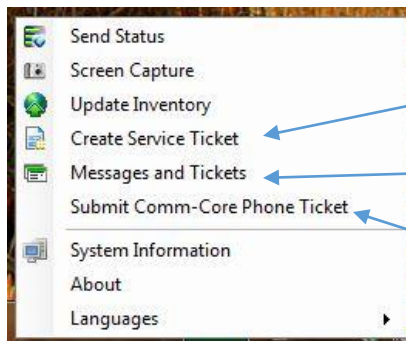 Send Status
Screen Capture
Update Inventory
Create Service Ticket
Messages and Tickets
Submit Comm-Core Phone Ticket
System Information
About
Languages